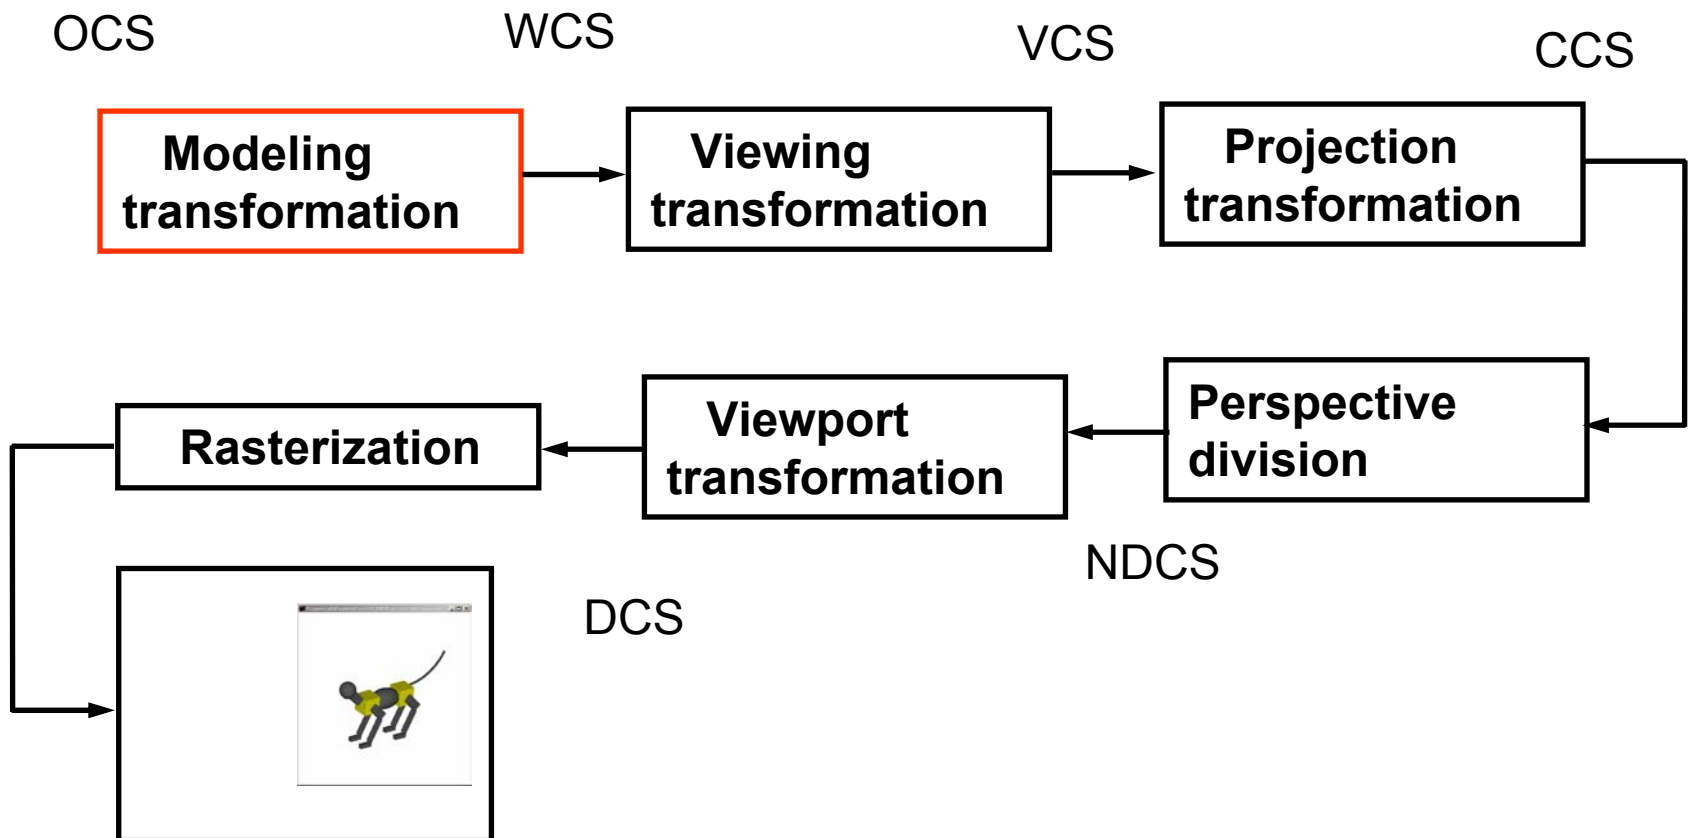 OCS
WCS
VCS
CCS
Modeling
transformation
Viewing
transformation
Projection
transformation
Perspective
division
Viewport
transformation
Rasterization
NDCS
DCS